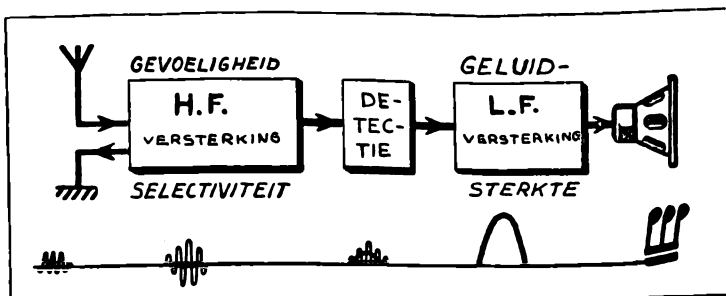 GEVOELIGHEID
H.F.
VERSTERKING
SELECTIVITEIT
DE-
TEC-
TIE
GELUID-
L.F.
VERSTERKING
STERKTE